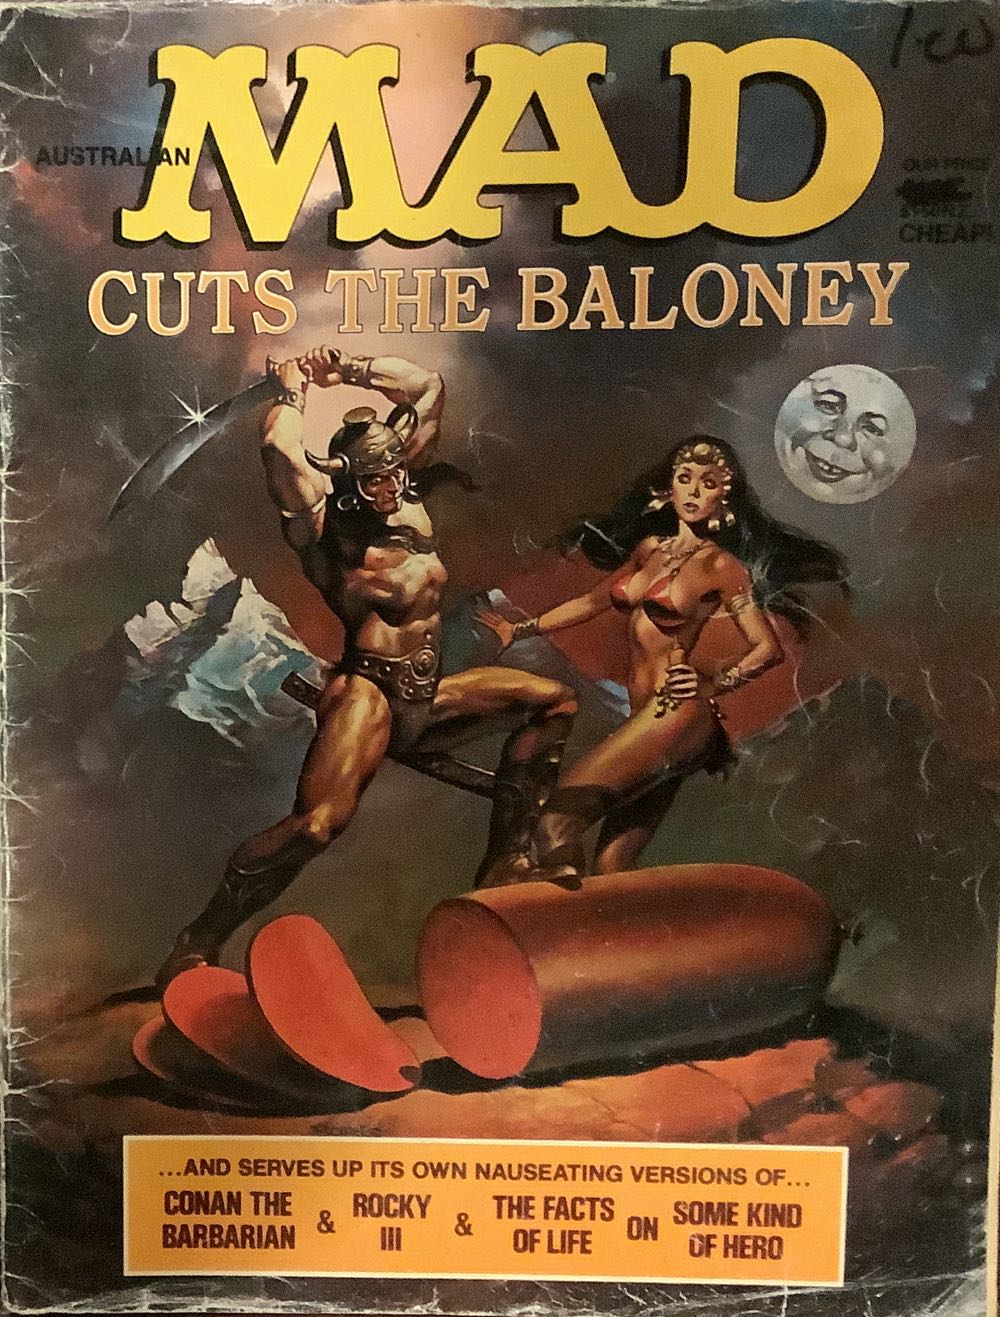 MAD
AUSTRALIAN
OUR PRICE
CHEAP!
CUTS THE BALONEY
...AND SERVES UP ITS OWN NAUSEATING VERSIONS OF...
CONAN THE BARBARIAN & ROCKY III & THE FACTS OF LIFE ON SOME KIND OF HERO